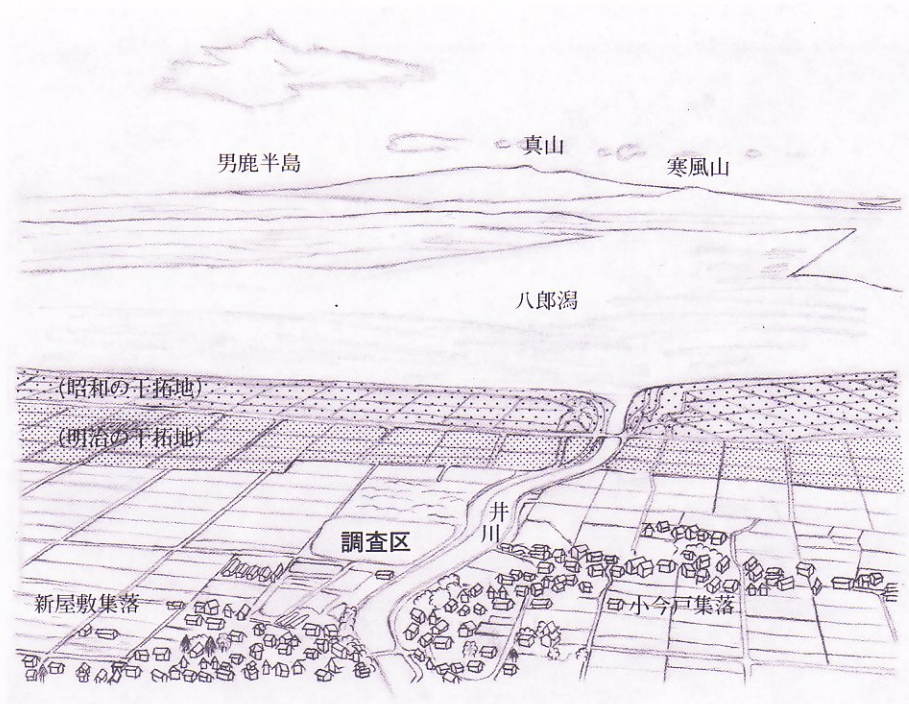 男鹿半島
真山
寒風山
八郎潟
(昭和の干拓地)
(明治の干拓地)
井川
調査区
新屋敷集落
小今戸集落